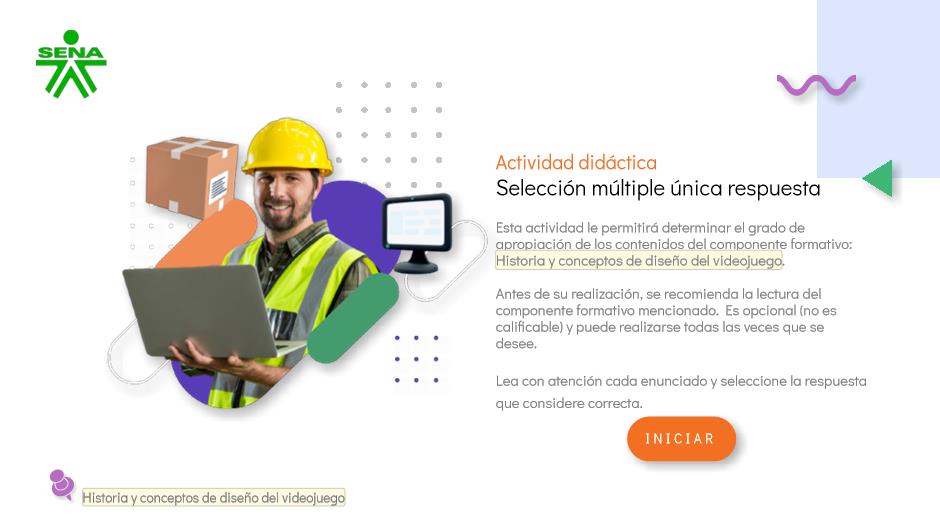 SENA
Actividad didáctica
Selección múltiple única respuesta
Esta actividad le permitirá determinar el grado de
apropiación de los contenidos del componente formativo:
Historia y conceptos de diseño del videojuego.
Antes de su realización, se recomienda la lectura del
componente formativo mencionado. Es opcional (no es
calificable) y puede realizarse todas las veces que se
desee.
Lea con atención cada enunciado y seleccione la respuesta
que considere correcta.
INICIAR
Historia y conceptos de diseño del videojuego